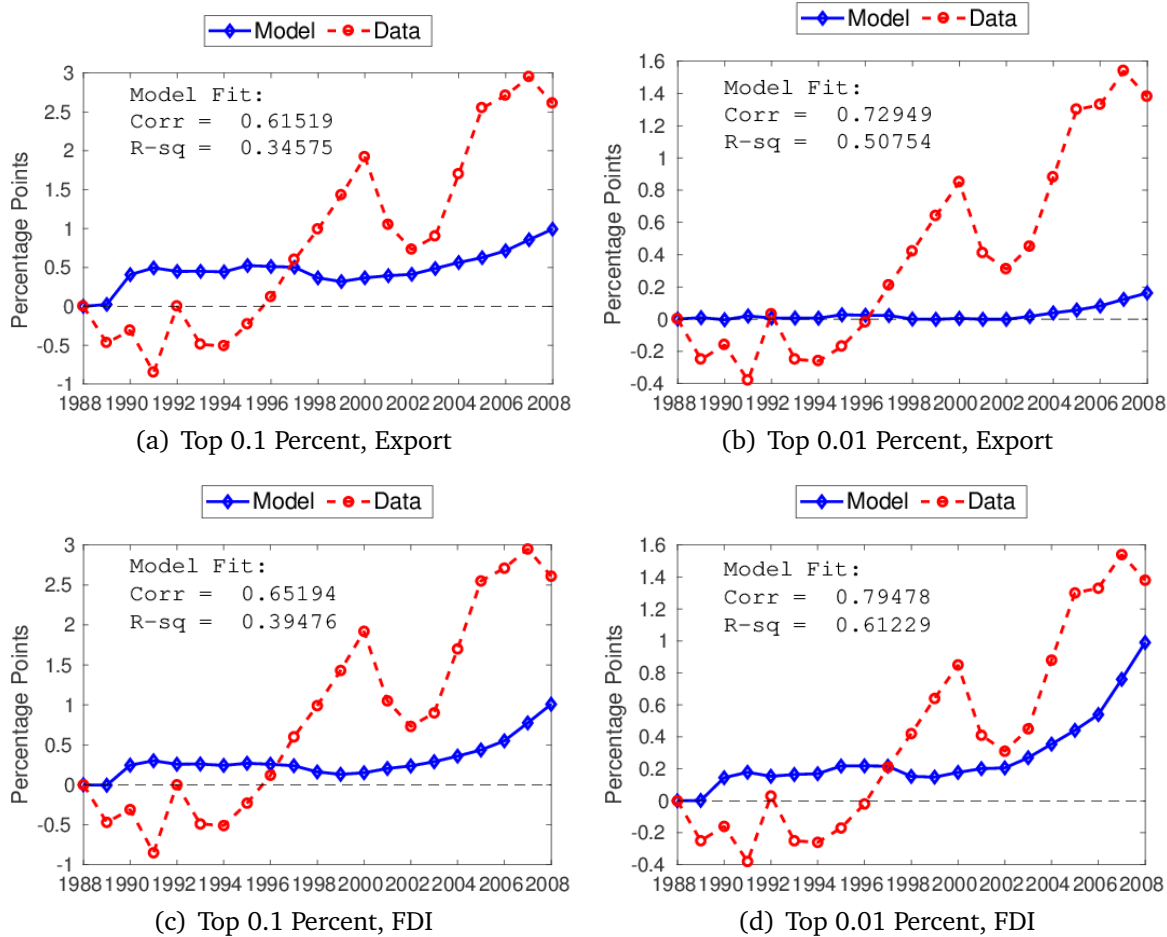 Model Data
Percentage Points
3
2.5
2
1.5
1
0.5
0
-0.5
-1
Model Fit:
Corr = 0.61519
R-sq = 0.34575
1988 1990 1992 1994 1996 1998 2000 2002 2004 2006 2008
(a) Top 0.1 Percent, Export
Model Data
Percentage Points
1.6
1.4
1.2
1
0.8
0.6
0.4
0.2
0
-0.2
-0.4
Model Fit:
Corr = 0.72949
R-sq = 0.50754
1988 1990 1992 1994 1996 1998 2000 2002 2004 2006 2008
(b) Top 0.01 Percent, Export
Model Data
Percentage Points
3
2.5
2
1.5
1
0.5
0
-0.5
-1
Model Fit:
Corr = 0.65194
R-sq = 0.39476
1988 1990 1992 1994 1996 1998 2000 2002 2004 2006 2008
(c) Top 0.1 Percent, FDI
Model Data
Percentage Points
1.6
1.4
1.2
1
0.8
0.6
0.4
0.2
0
-0.2
-0.4
Model Fit:
Corr = 0.79478
R-sq = 0.61229
1988 1990 1992 1994 1996 1998 2000 2002 2004 2006 2008
(d) Top 0.01 Percent, FDI